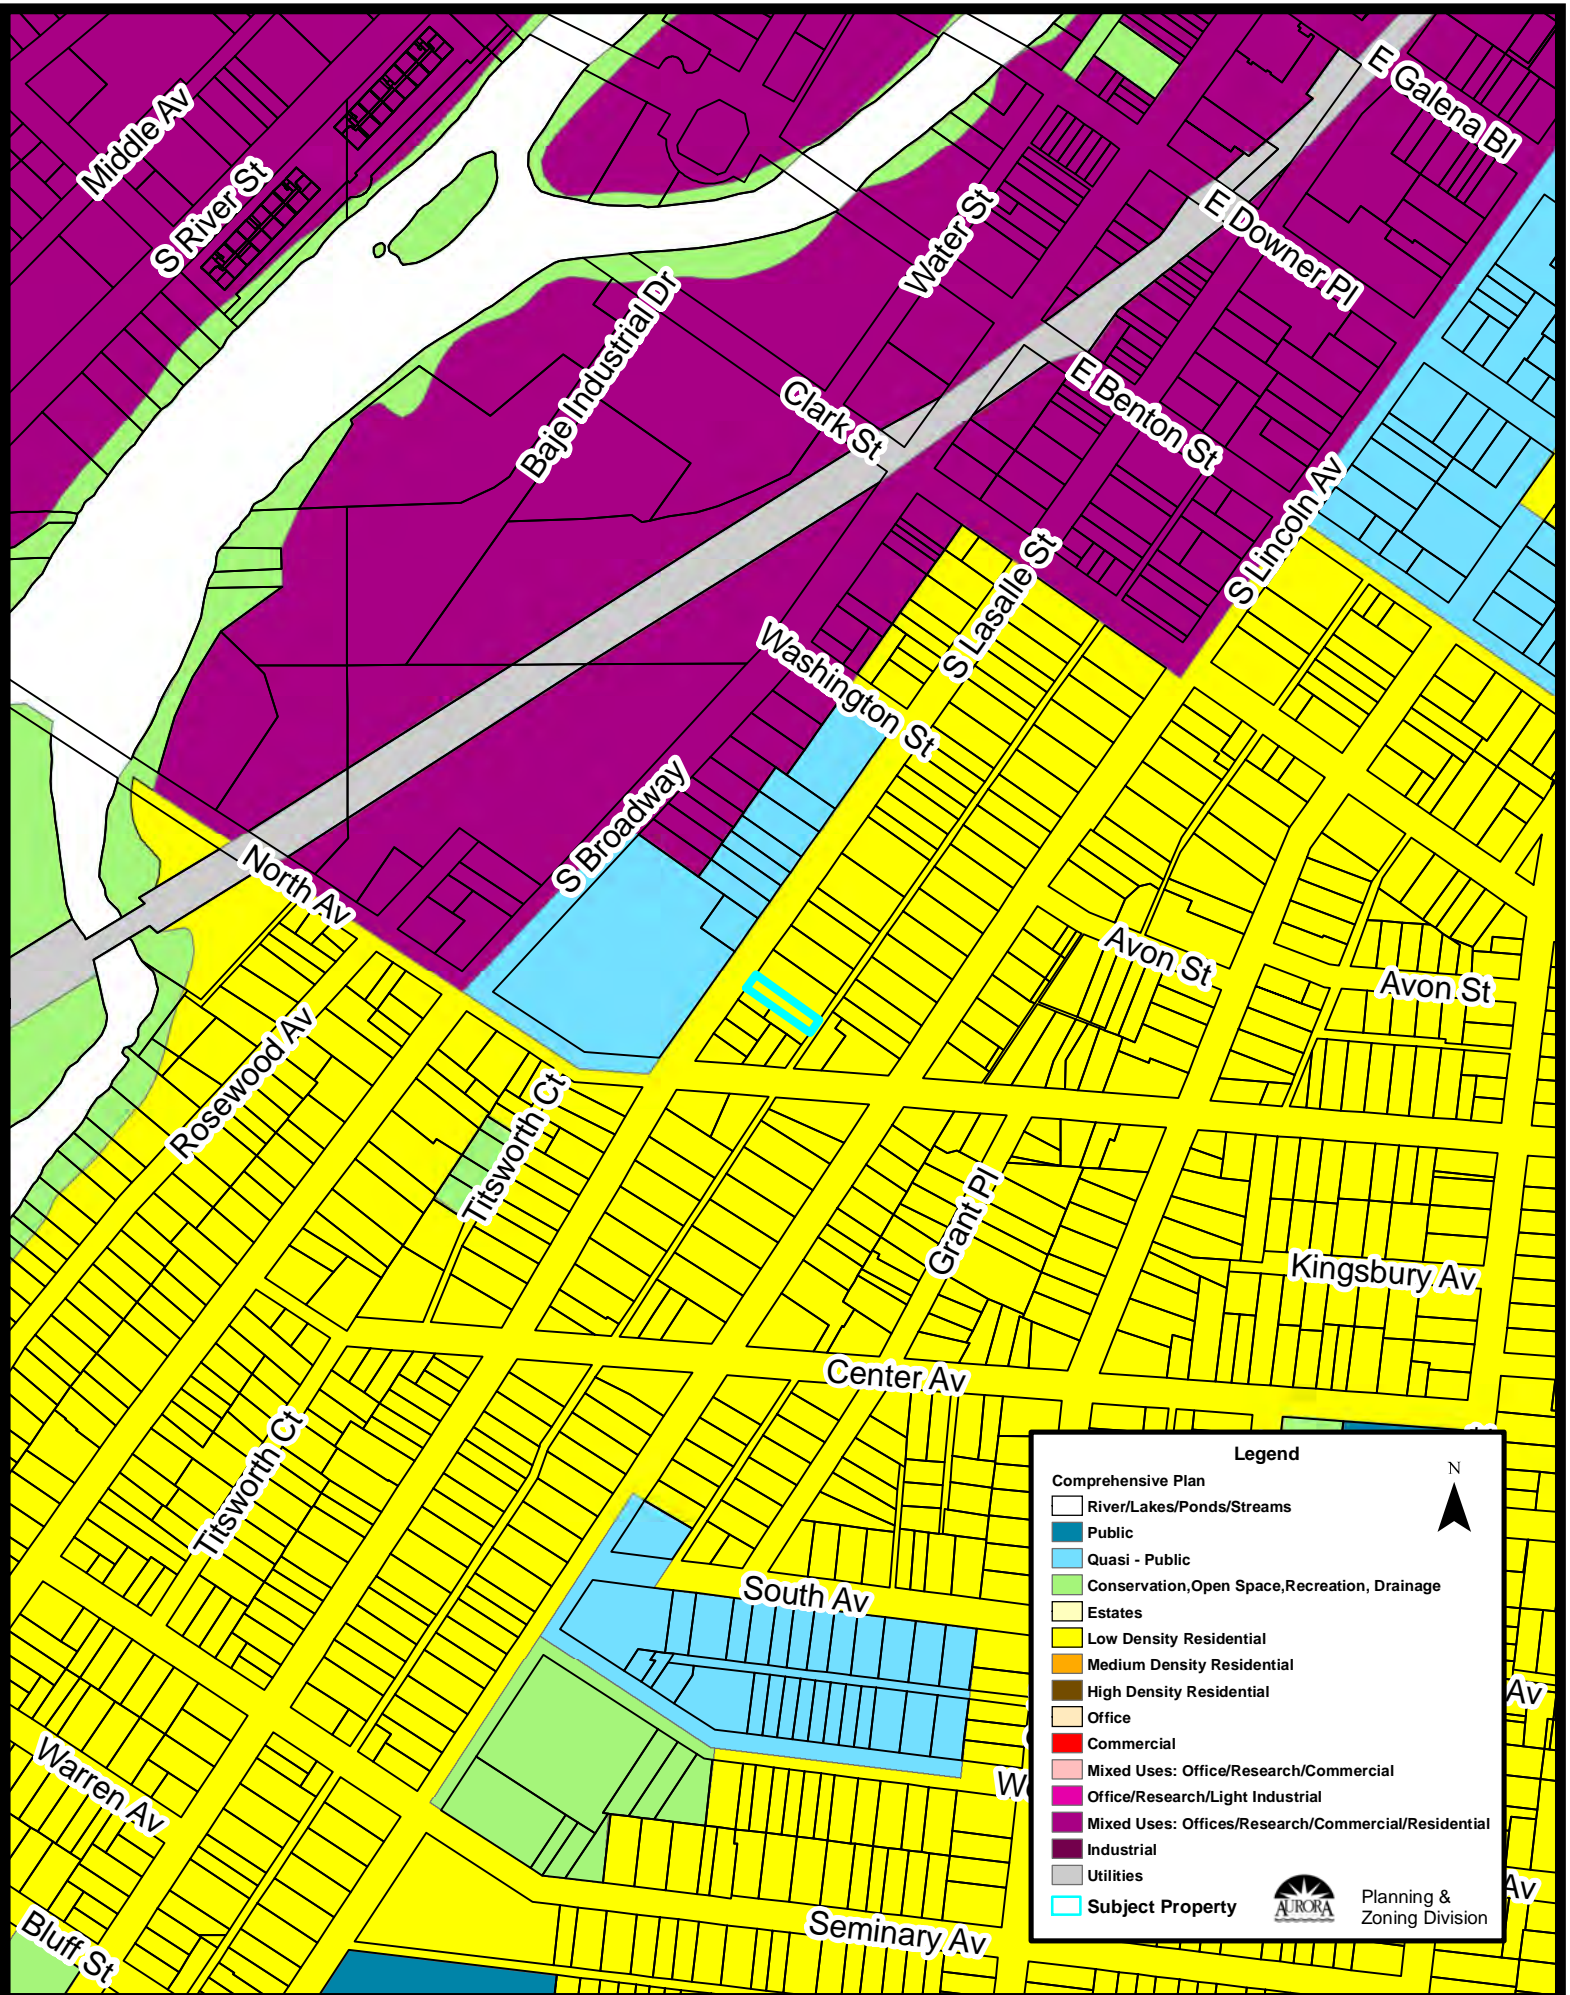 E Galena Bl
Middle Av
S River St
E Downer Pl
Water St
Baje Industrial Dr
Clark St
E Benton St
S Lincoln Av
S Lasalle St
Washington St
S Broadway
North Av
Avon St
Avon St
Rosewood Av
Titsworth Ct
Grant Pl
Kingsbury Av
Center Av
Titsworth Ct
South Av
Av
Warren Av
Av
Seminary Av
Bluff St
Legend
N
Comprehensive Plan
River/Lakes/Ponds/Streams
Public
Quasi - Public
Conservation,Open Space,Recreation, Drainage
Estates
Low Density Residential
Medium Density Residential
High Density Residential
Office
Commercial
Mixed Uses: Office/Research/Commercial
Office/Research/Light Industrial
Mixed Uses: Offices/Research/Commercial/Residential
Industrial
Utilities
Subject Property
AURORA
Planning &
Zoning Division